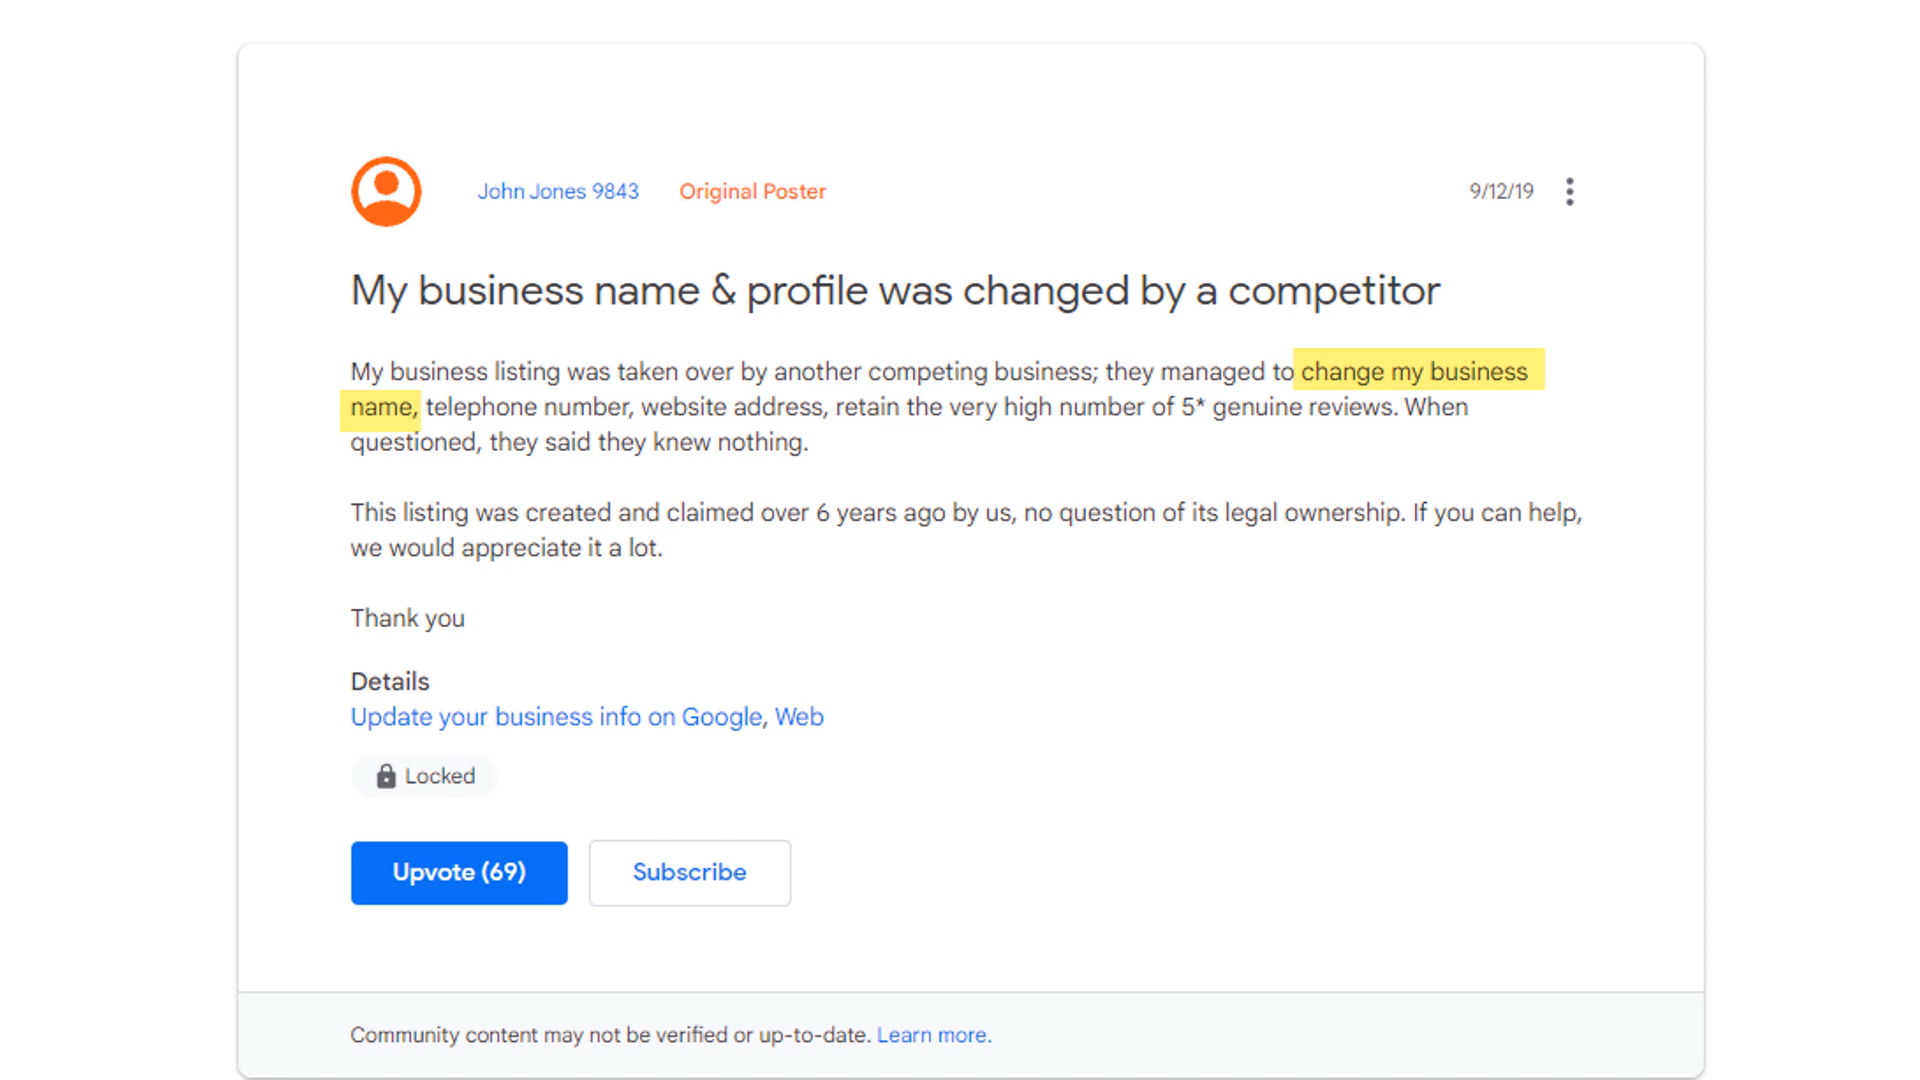 John Jones 9843 Original Poster 9/12/19
My business name & profile was changed by a competitor
My business listing was taken over by another competing business; they managed to change my business
name, telephone number, website address, retain the very high number of 5* genuine reviews. When
questioned, they said they knew nothing.
This listing was created and claimed over 6 years ago by us, no question of its legal ownership. If you can help,
we would appreciate it a lot.
Thank you
Details
Update your business info on Google, Web
Locked
Upvote (69) Subscribe
Community content may not be verified or up-to-date. Learn more.